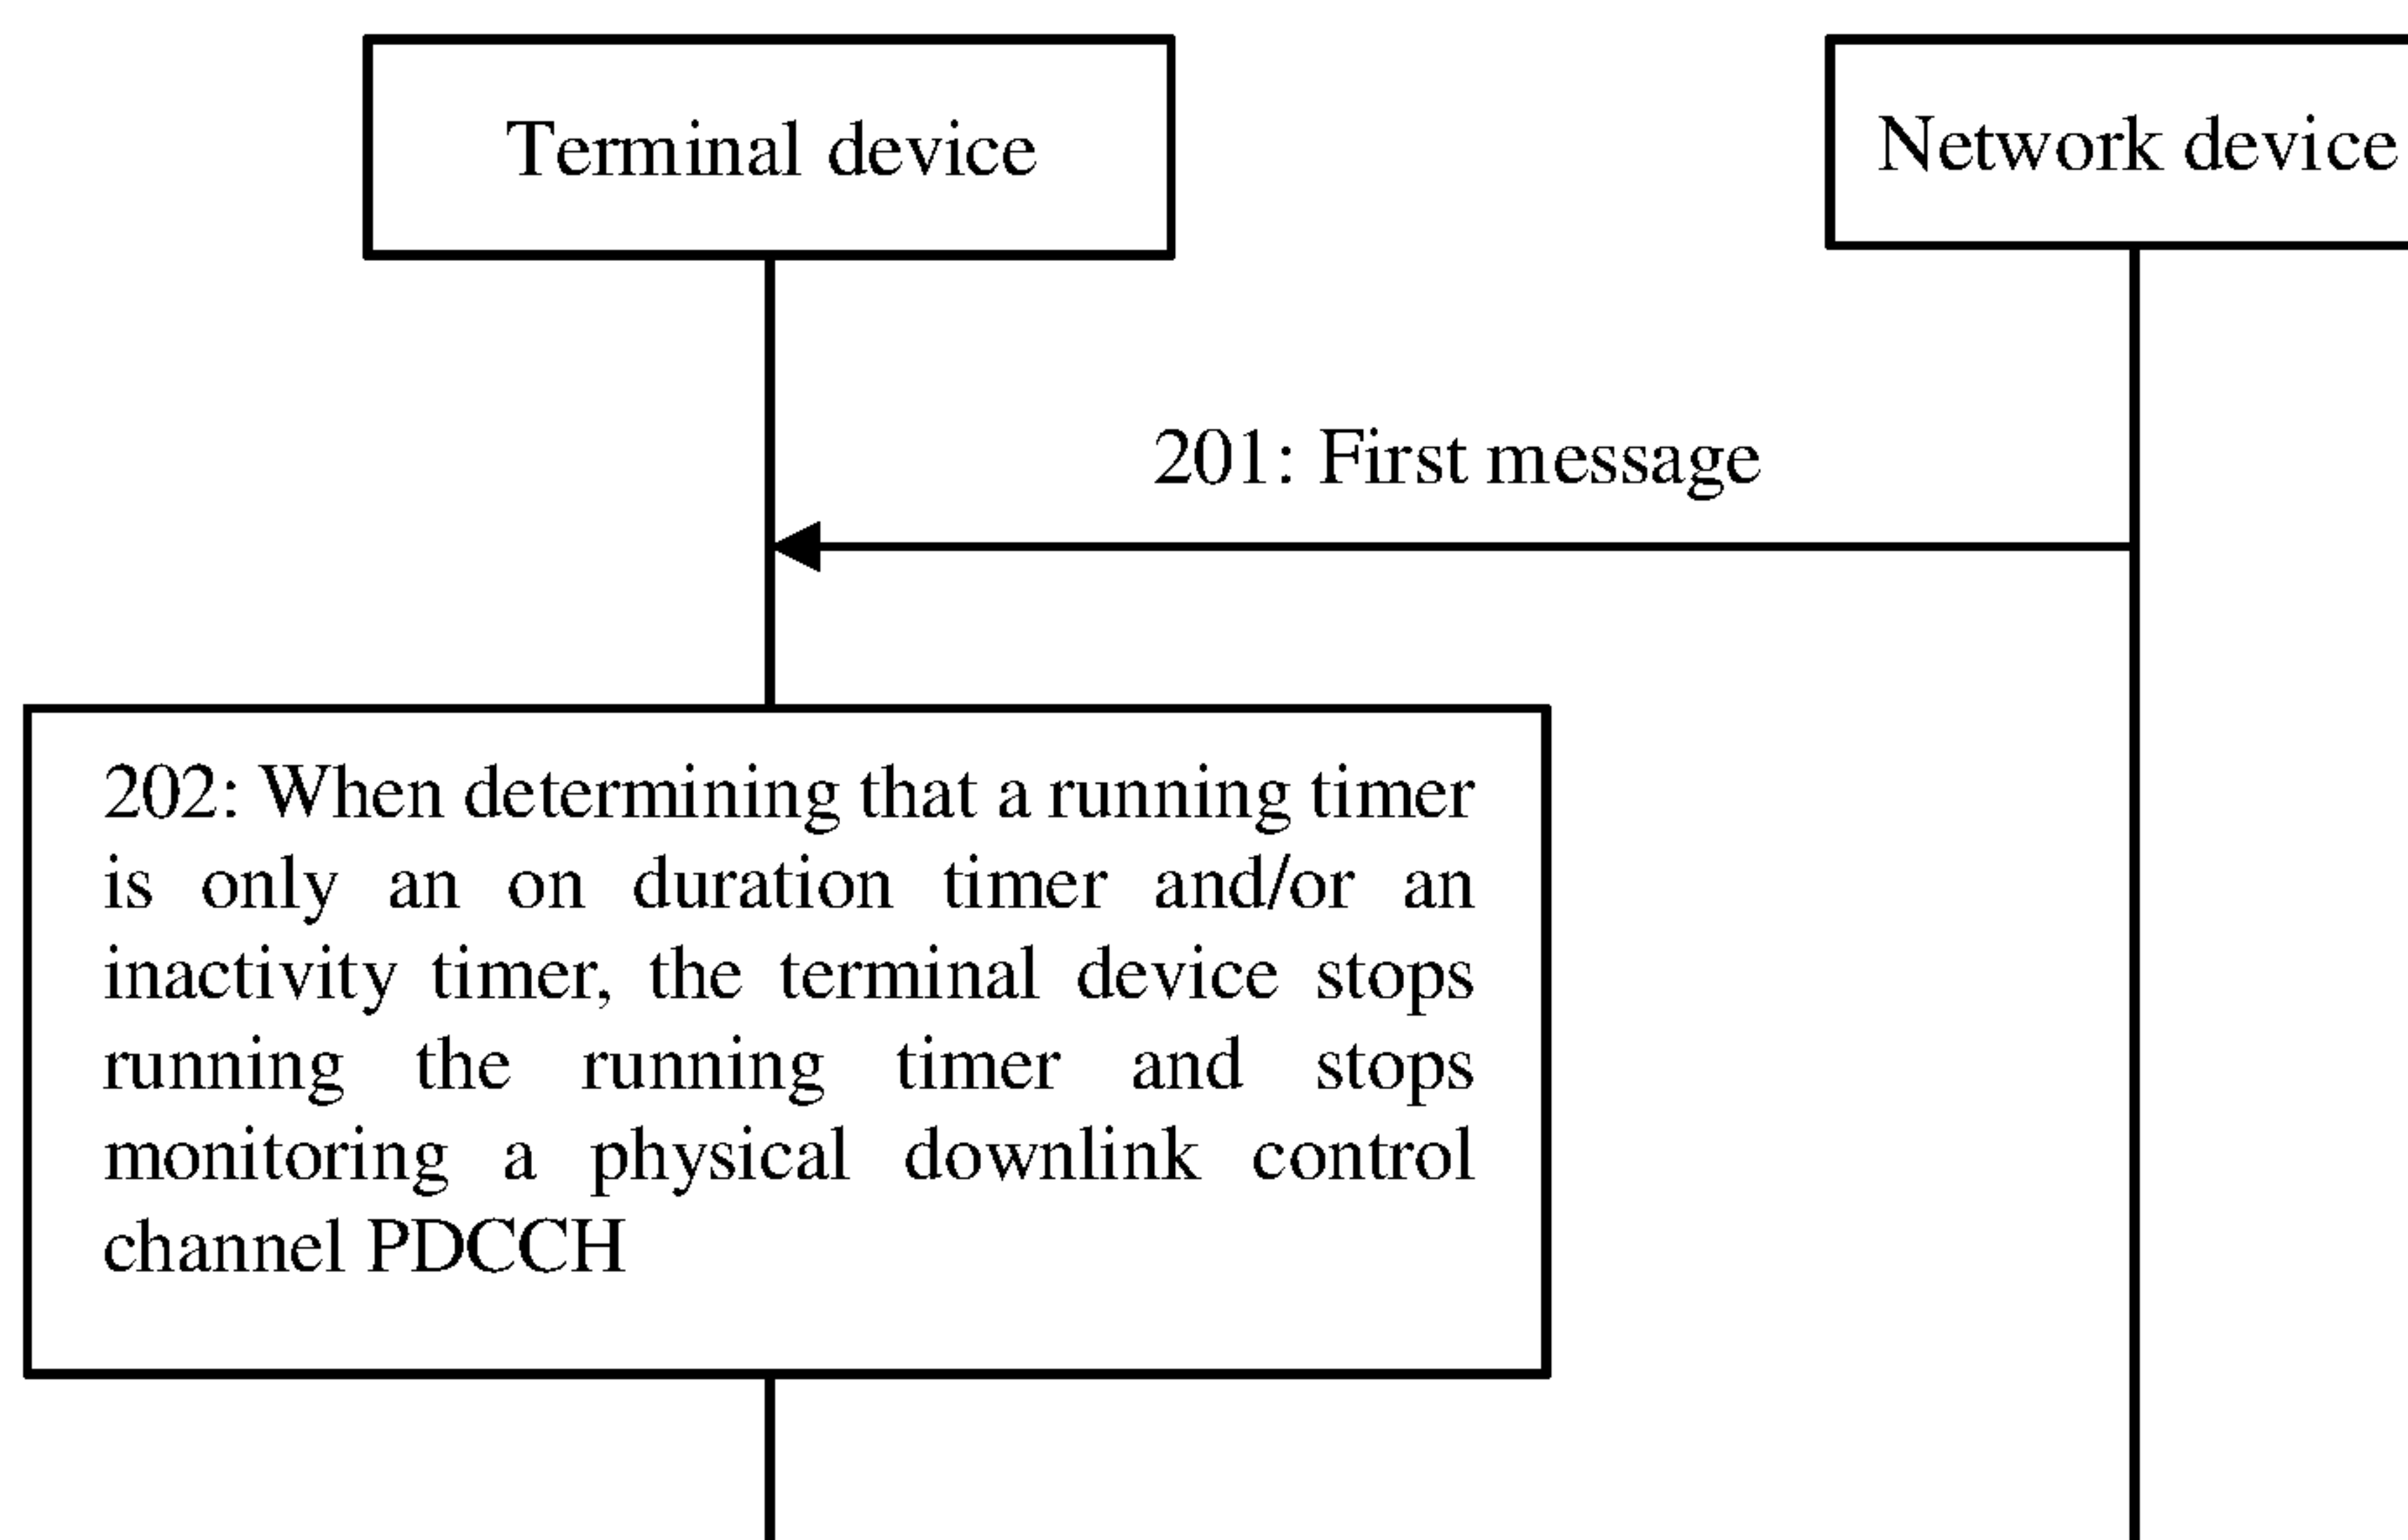 Terminal device
Network device
201: First message
202: When determining that a running timer
is only an on duration timer and/or an
inactivity timer, the terminal device stops
running the running timer and stops
monitoring a physical downlink control
channel PDCCH